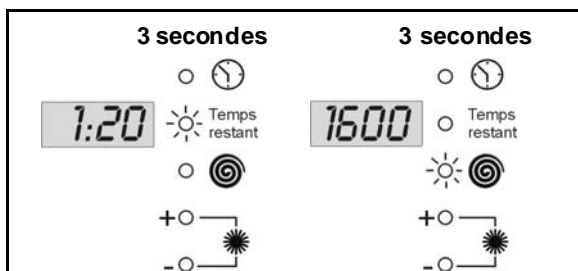 3 secondes
1:20
Temps
restant
+
-
3 secondes
1600
Temps
restant
+
-